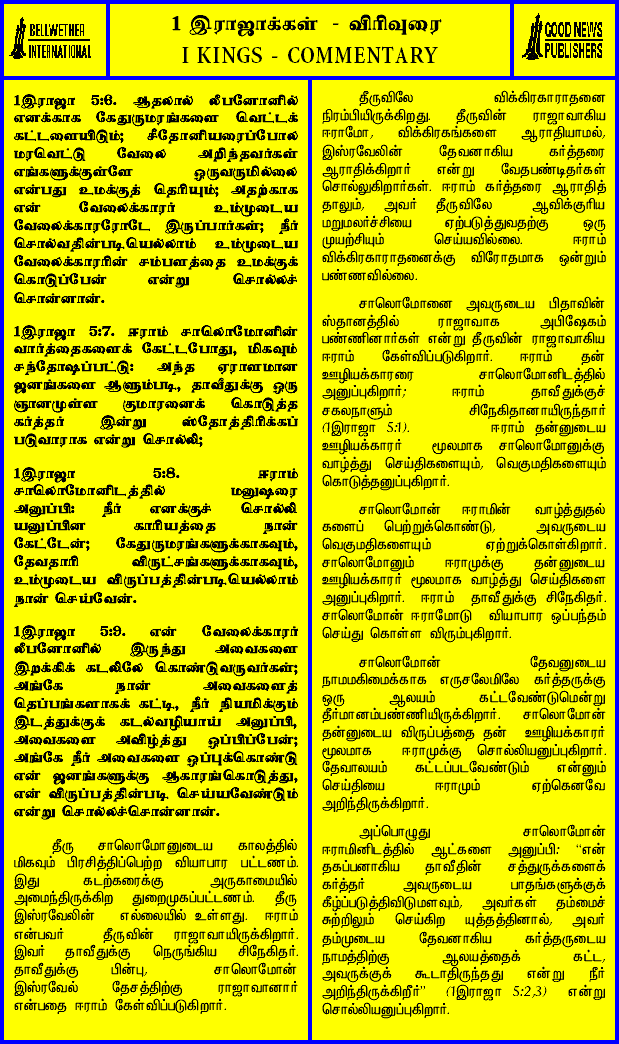 BELLWETHER
INTERNATIONAL
1 இராஜாக்கள் - விரிவுரை
I KINGS - COMMENTARY
GOOD NEWS
PUBLISHERS
1இராஜா 5:6. ஆதலால் லீபனோனில்
எனக்காக கேதுருமரங்களை வெட்டக்
கட்டளையிடும்; சீதோனியரைப்போல
மரவெட்டு வேலை அறிந்தவர்கள்
எங்களுக்குள்ளே ஒருவருமில்லை
என்பது உமக்குத் தெரியும்; அதற்காக
என் வேலைக்காரர் உம்முடைய
வேலைக்காரரோடே இருப்பார்கள்; நீர்
சொல்வதின்படியெல்லாம் உம்முடைய
வேலைக்காரரின் சம்பளத்தை உமக்குக்
கொடுப்பேன் என்று சொல்லச்
சொன்னான்.
1இராஜா 5:7. ஈராம் சாலொமோனின்
வார்த்தைகளைக் கேட்டபோது, மிகவும்
சந்தோஷப்பட்டு: அந்த ஏராளமான
ஜனங்களை ஆளும்படி, தாவீதுக்கு ஒரு
ஞானமுள்ள குமாரனைக் கொடுத்த
கர்த்தர் இன்று ஸ்தோத்திரிக்கப்
படுவாராக என்று சொல்லி;
1இராஜா 5:8. ஈராம்
சாலொமோனிடத்தில் மனுஷரை
அனுப்பி: நீர் எனக்குச் சொல்லி
யனுப்பின காரியத்தை நான்
கேட்டேன்; கேதுருமரங்களுக்காகவும்,
தேவதாரி விருட்சங்களுக்காகவும்,
உம்முடைய விருப்பத்தின்படியெல்லாம்
நான் செய்வேன்.
1இராஜா 5:9. என் வேலைக்காரர்
லீபனோனில் இருந்து அவைகளை
இறக்கிக் கடலிலே கொண்டுவருவர்கள்;
அங்கே நான் அவைகளைத்
தெப்பங்களாகக் கட்டி, நீர் நியமிக்கும்
இடத்துக்குக் கடல்வழியாய் அனுப்பி,
அவைகளை அவிழ்த்து ஒப்பிப்பேன்;
அங்கே நீர் அவைகளை ஒப்புக்கொண்டு
என் ஜனங்களுக்கு ஆகாரங்கொடுத்து,
என் விருப்பத்தின்படி செய்யவேண்டும்
என்று சொல்லச்சொன்னான்.
தீரு சாலொமோனுடைய காலத்தில்
மிகவும் பிரசித்திப்பெற்ற வியாபார பட்டணம்.
இது கடற்கரைக்கு அருகாமையில்
அமைந்திருக்கிற துறைமுகப்பட்டணம். தீரு
இஸ்ரவேலின் எல்லையில் உள்ளது. ஈராம்
என்பவர் தீருவின் ராஜாவாயிருக்கிறார்.
இவர் தாவீதுக்கு நெருங்கிய சிநேகிதர்.
தாவீதுக்கு பின்பு, சாலொமோன்
இஸ்ரவேல் தேசத்திற்கு ராஜாவானார்
என்பதை ஈராம் கேள்விப்படுகிறார்.
தீருவிலே விக்கிரகாராதனை
நிரம்பியிருக்கிறது. தீருவின் ராஜாவாகிய
ஈராமோ, விக்கிரகங்களை ஆராதியாமல்,
இஸ்ரவேலின் தேவனாகிய கர்த்தரை
ஆராதிக்கிறார் என்று வேதபண்டிதர்கள்
சொல்லுகிறார்கள். ஈராம் கர்த்தரை ஆராதித்
தாலும், அவர் தீருவிலே ஆவிக்குரிய
மறுமலர்ச்சியை ஏற்படுத்துவதற்கு ஒரு
முயற்சியும் செய்யவில்லை. ஈராம்
விக்கிரகாராதனைக்கு விரோதமாக ஒன்றும்
பண்ணவில்லை.
சாலொமோனை அவருடைய பிதாவின்
ஸ்தானத்தில் ராஜாவாக அபிஷேகம்
பண்ணினார்கள் என்று தீருவின் ராஜாவாகிய
ஈராம் கேள்விப்படுகிறார். ஈராம் தன்
ஊழியக்காரரை சாலொமோனிடத்தில்
அனுப்புகிறார்; ஈராம் தாவீதுக்குச்
சகலநாளும் சிநேகிதானாயிருந்தார்
(1இராஜா 5:1). ஈராம் தன்னுடைய
ஊழியக்காரர் மூலமாக சாலொமோனுக்கு
வாழ்த்து செய்திகளையும், வெகுமதிகளையும்
கொடுத்தனுப்புகிறார்.
சாலொமோன் ஈராமின் வாழ்த்துதல்
களைப் பெற்றுக்கொண்டு, அவருடைய
வெகுமதிகளையும் ஏற்றுக்கொள்கிறார்.
சாலொமோனும் ஈராமுக்கு தன்னுடைய
ஊழியக்காரர் மூலமாக வாழ்த்து செய்திகளை
அனுப்புகிறார். ஈராம் தாவீதுக்கு சிநேகிதர்.
சாலொமோன் ஈராமோடு வியாபார ஒப்பந்தம்
செய்து கொள்ள விரும்புகிறார்.
சாலொமோன் தேவனுடைய
நாமமகிமைக்காக எருசலேமிலே கர்த்தருக்கு
ஒரு ஆலயம் கட்டவேண்டுமென்று
தீர்மானம்பண்ணியிருக்கிறார். சாலொமோன்
தன்னுடைய விருப்பத்தை தன் ஊழியக்காரர்
மூலமாக ஈராமுக்கு சொல்லியனுப்புகிறார்.
தேவாலயம் கட்டப்படவேண்டும் என்னும்
செய்தியை ஈராமும் ஏற்கெனவே
அறிந்திருக்கிறார்.
அப்பொழுது சாலொமோன்
ஈராமினிடத்தில் ஆட்களை அனுப்பி: “என்
தகப்பனாகிய தாவீதின் சத்துருக்களைக்
கர்த்தர் அவருடைய பாதங்களுக்குக்
கீழ்ப்படுத்திவிடுமளவும், அவர்கள் தம்மைச்
சுற்றிலும் செய்கிற யுத்தத்தினால், அவர்
தம்முடைய தேவனாகிய கர்த்தருடைய
நாமத்திற்கு ஆலயத்தைக் கட்ட,
அவருக்குக் கூடாதிருந்தது என்று நீர்
அறிந்திருக்கிறீர்” (1இராஜா 5:2,3) என்று
சொல்லியனுப்புகிறார்.